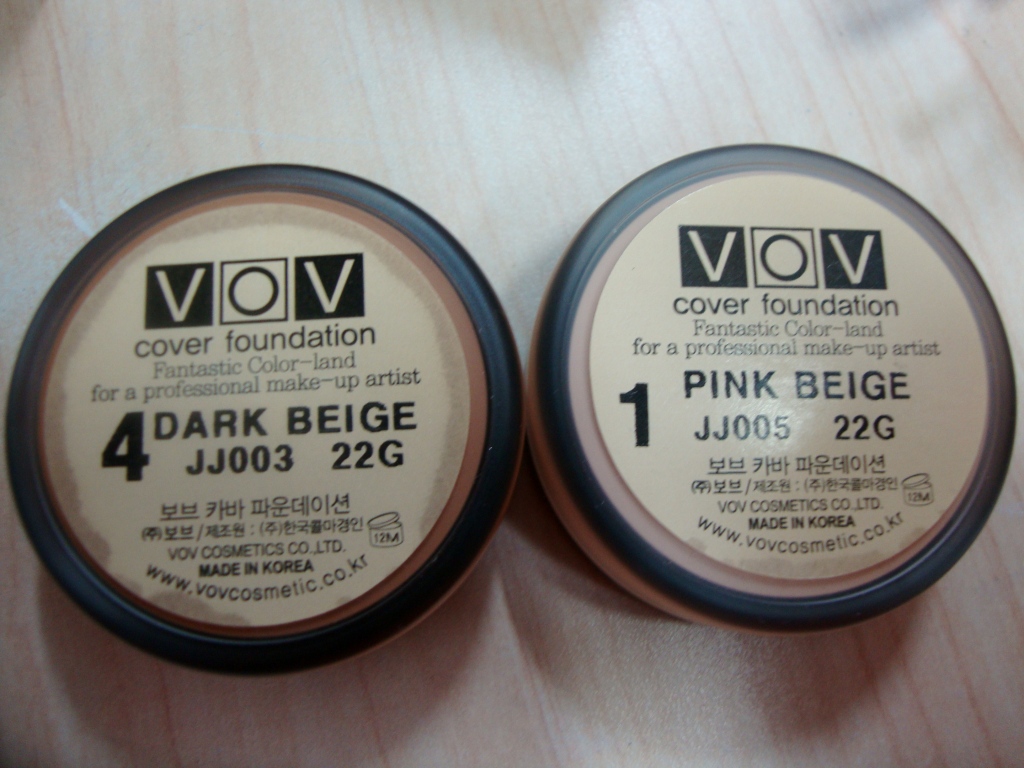 VOV
cover foundation
Fantastic Color-land
for a professional make-up artist
4 DARK BEIGE
JJ003 22G
보브 카바 파운데이션
(주)보브/제조원 : (주)한국콜마경인
12M
VOV COSMETICS CO.,LTD.
MADE IN KOREA
www.vovcosmetic.co.kr
VOV
cover foundation
Fantastic Color-land
for a professional make-up artist
1 PINK BEIGE
JJ005 22G
보브 카바 파운데이션
(주)보브/제조원 : (주)한국콜마경인
12M
VOV COSMETICS CO.,LTD.
MADE IN KOREA
www.vovcosmetic.co.kr